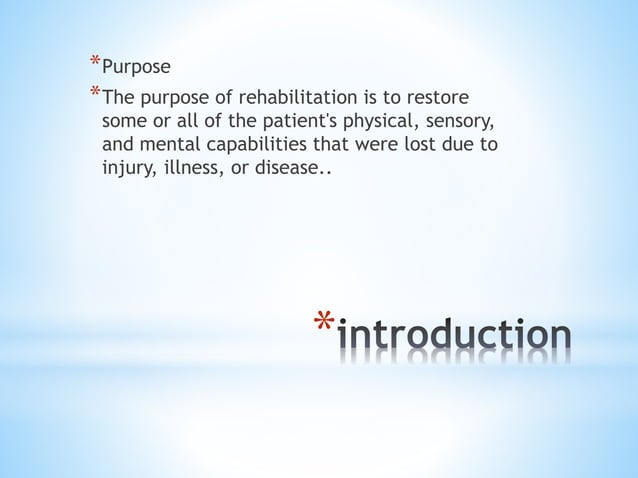 *Purpose
*The purpose of rehabilitation is to restore
some or all of the patient's physical, sensory,
and mental capabilities that were lost due to
injury, illness, or disease..
*introduction